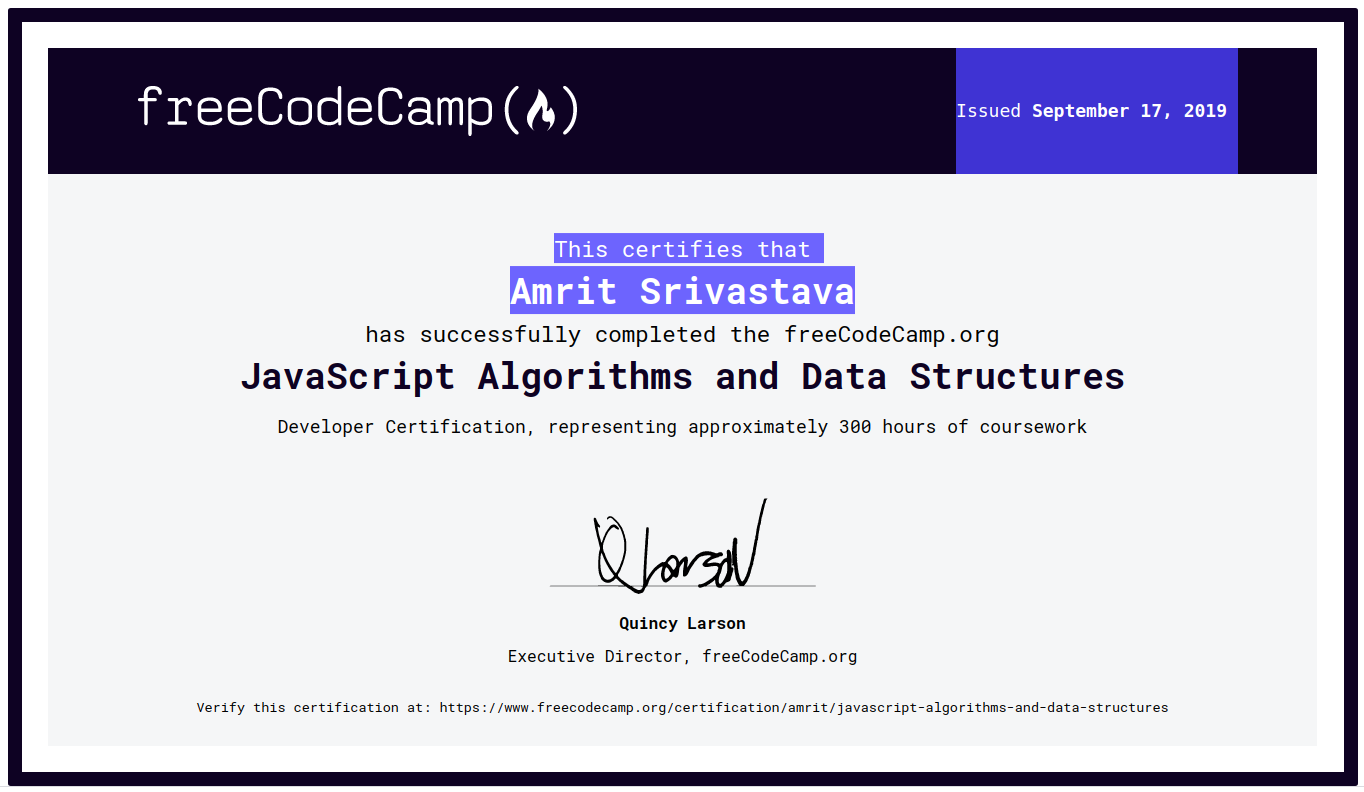 freeCodeCamp(🔥)
Issued September 17, 2019
This certifies that
Amrit Srivastava
has successfully completed the freeCodeCamp.org
JavaScript Algorithms and Data Structures
Developer Certification, representing approximately 300 hours of coursework
QLarson
Quincy Larson
Executive Director, freeCodeCamp.org
Verify this certification at: https://www.freecodecamp.org/certification/amrit/javascript-algorithms-and-data-structures